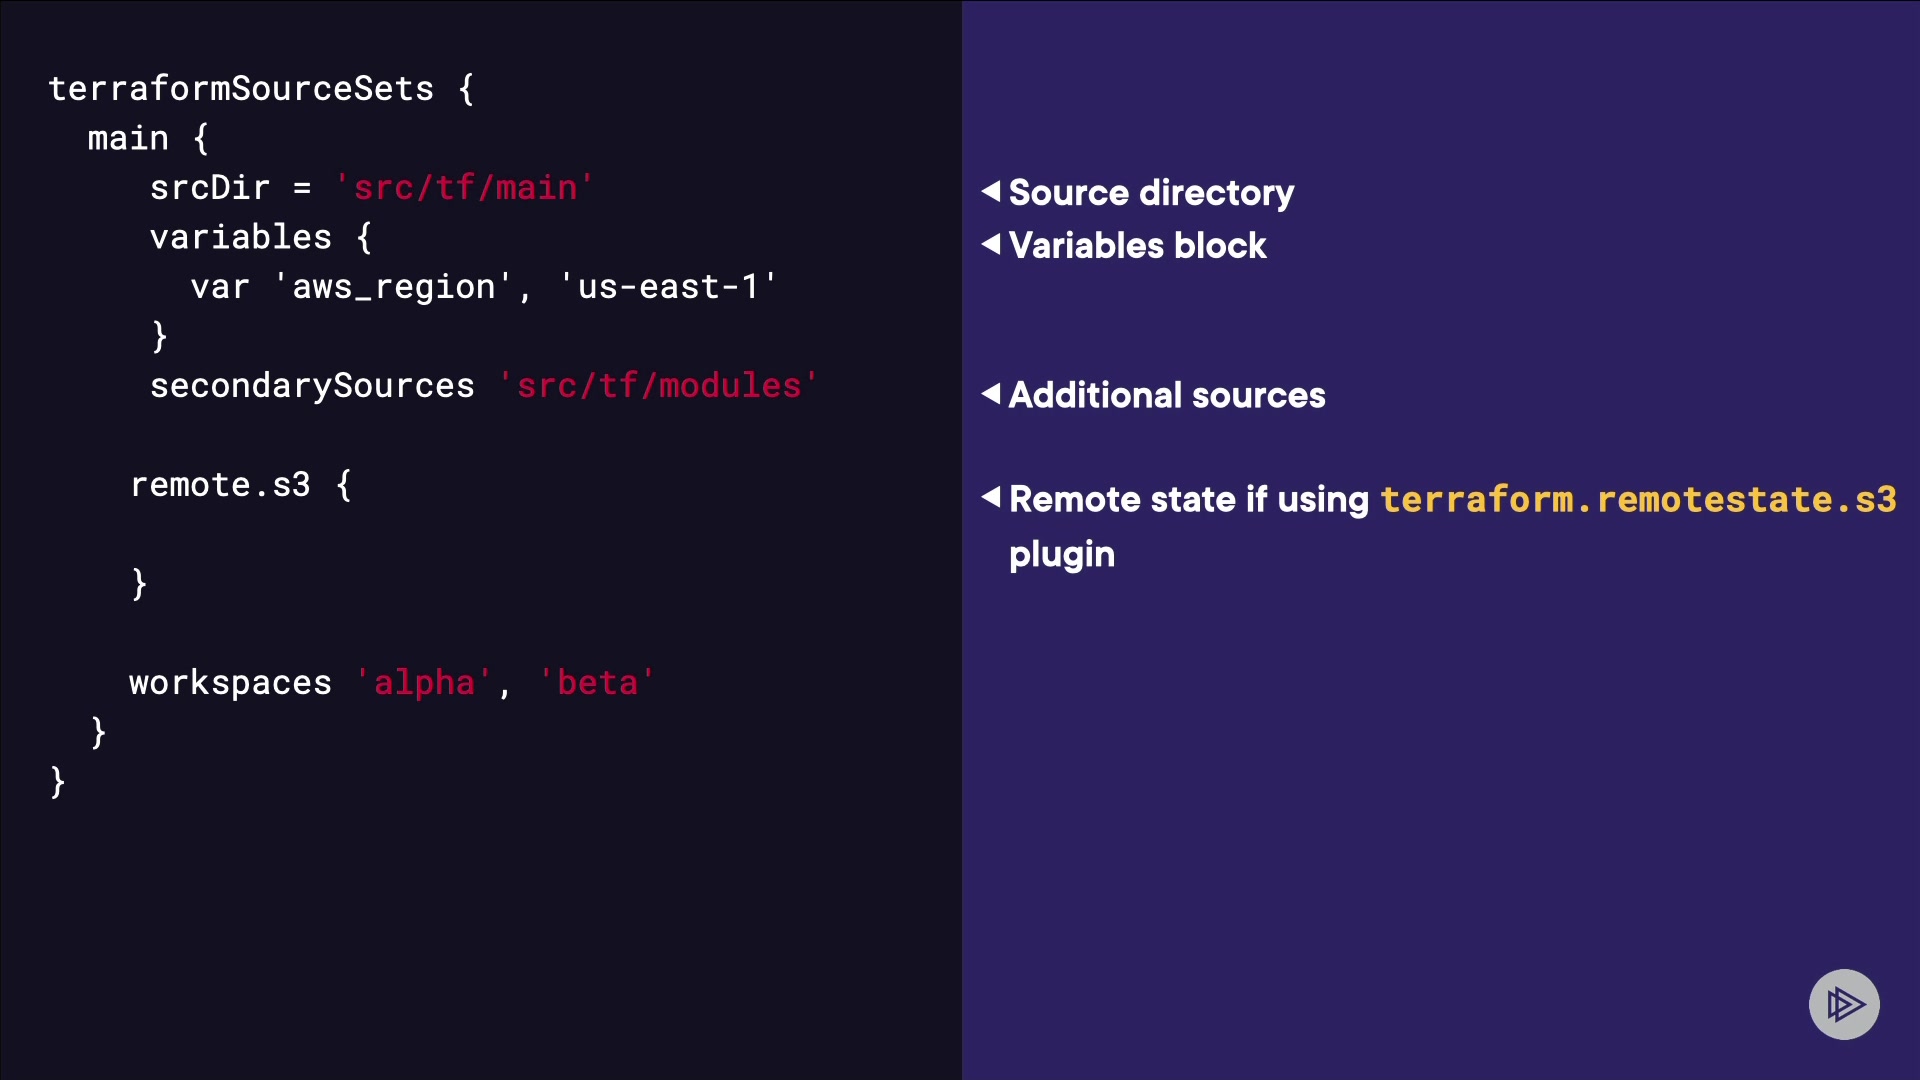 terraformSourceSets {
main {
srcDir = 'src/tf/main'
variables {
var 'aws_region', 'us-east-1'
}
secondarySources 'src/tf/modules'
remote.s3 {
}
workspaces 'alpha', 'beta'
}
}
Source directory
Variables block
Additional sources
Remote state if using terraform.remotestate.s3
plugin